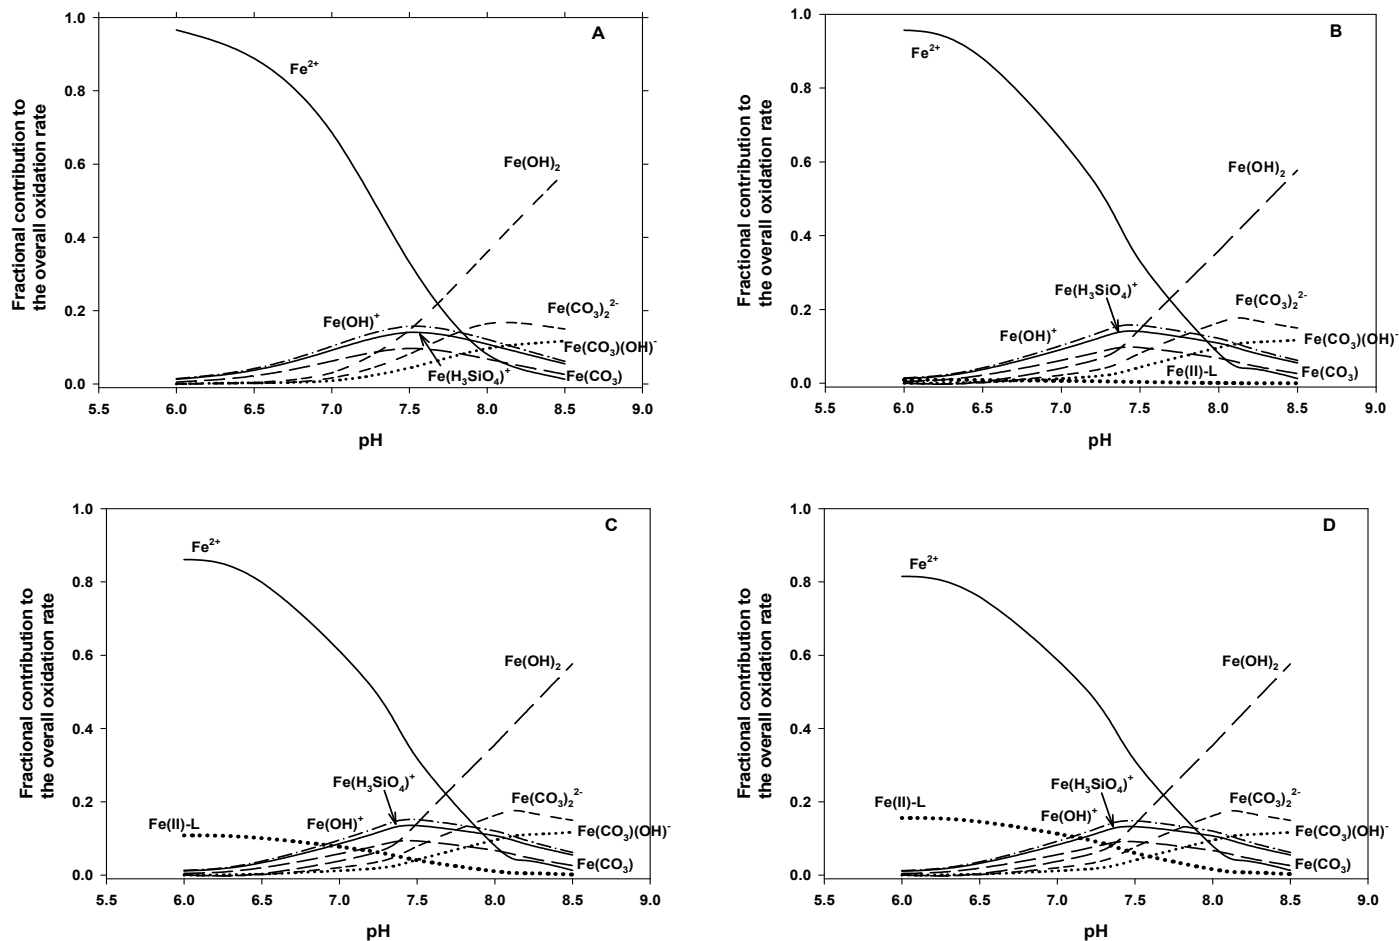 A
Fractional contribution to
the overall oxidation rate
1.0
0.8
0.6
0.4
0.2
0.0
Fe²⁺
Fe(OH)₂
Fe(OH)⁺
Fe(CO₃)₂²⁻
Fe(CO₃)(OH)⁻
Fe(H₃SiO₄)⁺
Fe(CO₃)
5.5 6.0 6.5 7.0 7.5 8.0 8.5 9.0
pH
B
Fractional contribution to
the overall oxidation rate
1.0
0.8
0.6
0.4
0.2
0.0
Fe²⁺
Fe(OH)₂
Fe(H₃SiO₄)⁺
Fe(CO₃)₂²⁻
Fe(OH)⁺
Fe(CO₃)(OH)⁻
Fe(II)-L
Fe(CO₃)
5.5 6.0 6.5 7.0 7.5 8.0 8.5 9.0
pH
C
Fractional contribution to
the overall oxidation rate
1.0
0.8
0.6
0.4
0.2
0.0
Fe²⁺
Fe(OH)₂
Fe(H₃SiO₄)⁺
Fe(CO₃)₂²⁻
Fe(II)-L
Fe(OH)⁺
Fe(CO₃)(OH)⁻
Fe(CO₃)
5.5 6.0 6.5 7.0 7.5 8.0 8.5 9.0
pH
D
Fractional contribution to
the overall oxidation rate
1.0
0.8
0.6
0.4
0.2
0.0
Fe²⁺
Fe(OH)₂
Fe(H₃SiO₄)⁺
Fe(II)-L
Fe(CO₃)₂²⁻
Fe(OH)⁺
Fe(CO₃)(OH)⁻
Fe(CO₃)
5.5 6.0 6.5 7.0 7.5 8.0 8.5 9.0
pH